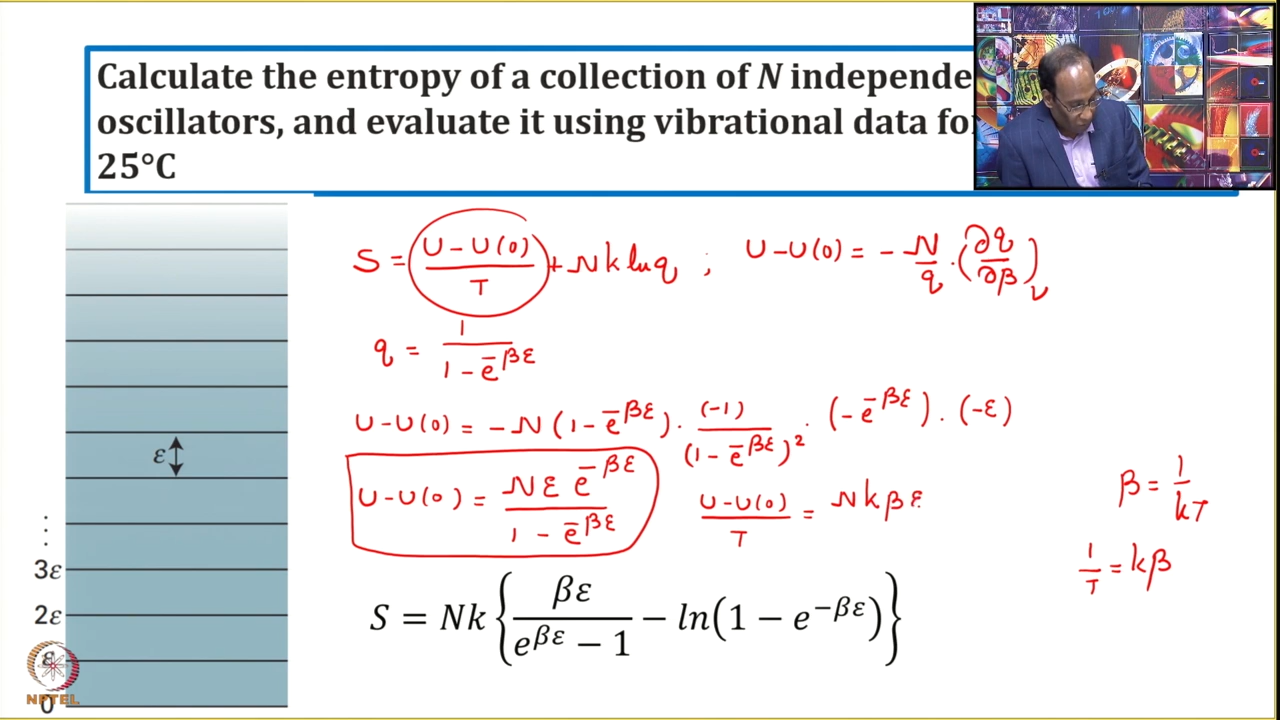 Calculate the entropy of a collection of N independe
oscillators, and evaluate it using vibrational data fo
25°C
S = U – U(0) / T + Nk ln q ; U – U(0) = – N/q · (∂q/∂β)V
q = 1 / (1 – e^–βε)
U – U(0) = – N (1 – e^–βε) · (–1) / (1 – e^–βε)² · (– e^–βε) · (–ε)
U – U(0) = Nε e^–βε / (1 – e^–βε)
U – U(0) / T = Nkβε
β = 1/kT
1/T = kβ
S = Nk { βε / (e^βε – 1) – ln(1 – e^–βε) }
ε
⋮
3ε
2ε
ε
0
NPTEL